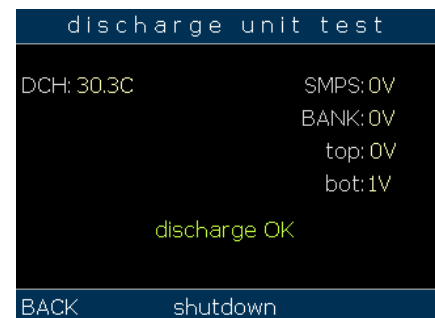 discharge unit test
DCH: 30.3C SMPS: 0V
BANK: 0V
top: 0V
bot: 1V
discharge OK
BACK shutdown